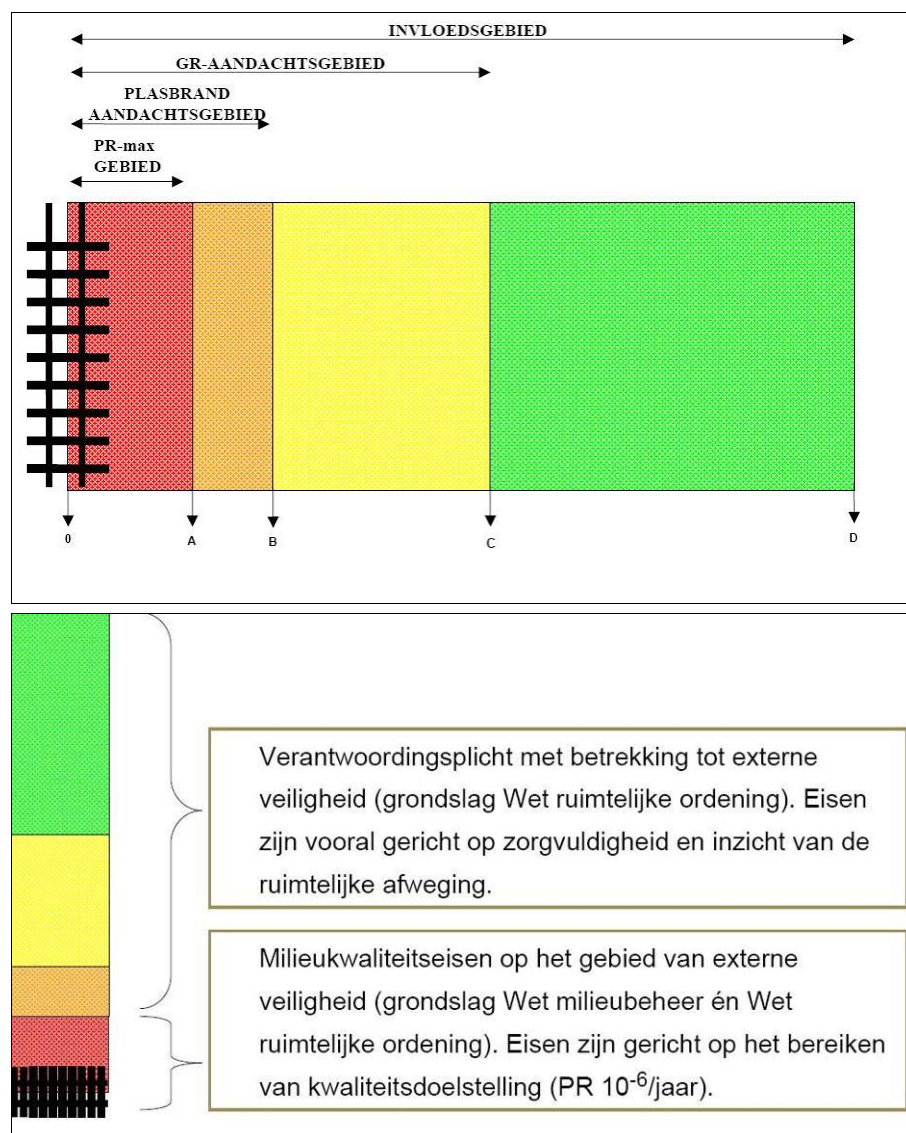 INVLOEDSGEBIED
GR-AANDACHTSGEBIED
PLASBRAND
AANDACHTSGEBIED
PR-max
GEBIED
0 A B C D
Verantwoordingsplicht met betrekking tot externe
veiligheid (grondslag Wet ruimtelijke ordening). Eisen
zijn vooral gericht op zorgvuldigheid en inzicht van de
ruimtelijke afweging.
Milieukwaliteitseisen op het gebied van externe
veiligheid (grondslag Wet milieubeheer én Wet
ruimtelijke ordening). Eisen zijn gericht op het bereiken
van kwaliteitsdoelstelling (PR 10⁻⁶/jaar).